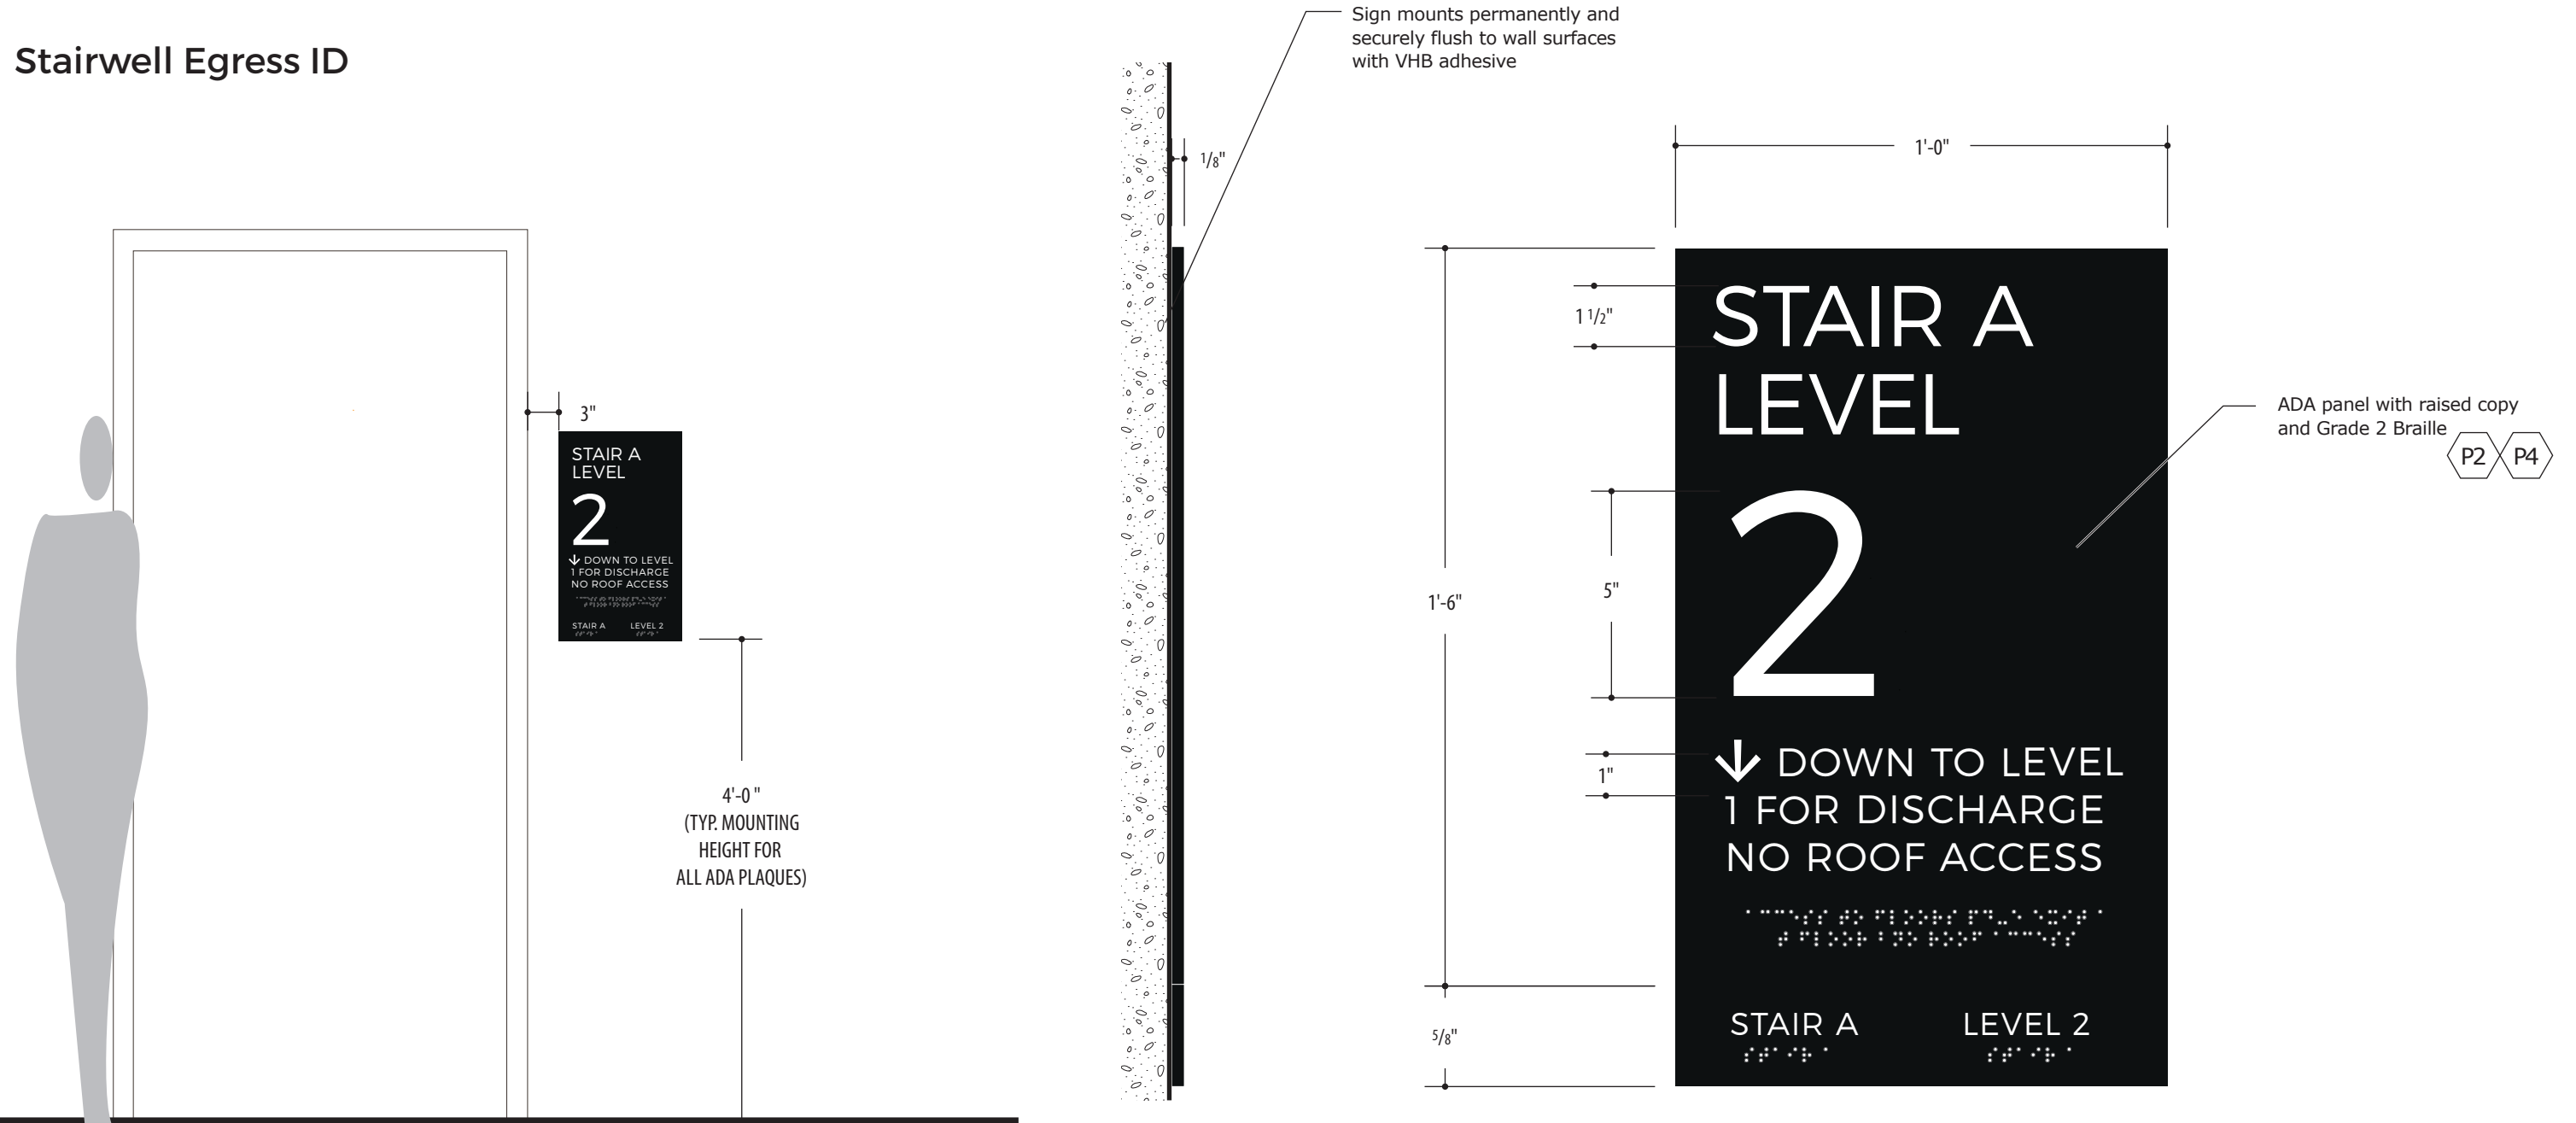 Stairwell Egress ID
3"
STAIR A
LEVEL
2
↓ DOWN TO LEVEL
1 FOR DISCHARGE
NO ROOF ACCESS
STAIR A LEVEL 2
4'-0 "
(TYP. MOUNTING
HEIGHT FOR
ALL ADA PLAQUES)
Sign mounts permanently and
securely flush to wall surfaces
with VHB adhesive
1/8"
1'-0"
1 1/2"
1'-6"
5"
1"
5/8"
STAIR A
LEVEL
2
↓ DOWN TO LEVEL
1 FOR DISCHARGE
NO ROOF ACCESS
STAIR A LEVEL 2
ADA panel with raised copy
and Grade 2 Braille
P2 P4